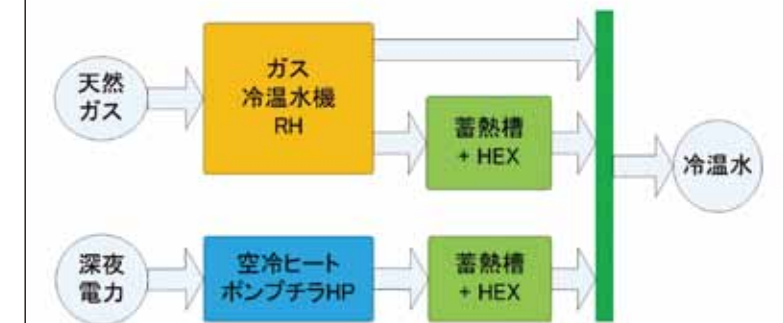 天然
ガス
ガス
冷温水機
RH
蓄熱槽
+ HEX
冷温水
深夜
電力
空冷ヒート
ポンプチラHP
蓄熱槽
+ HEX